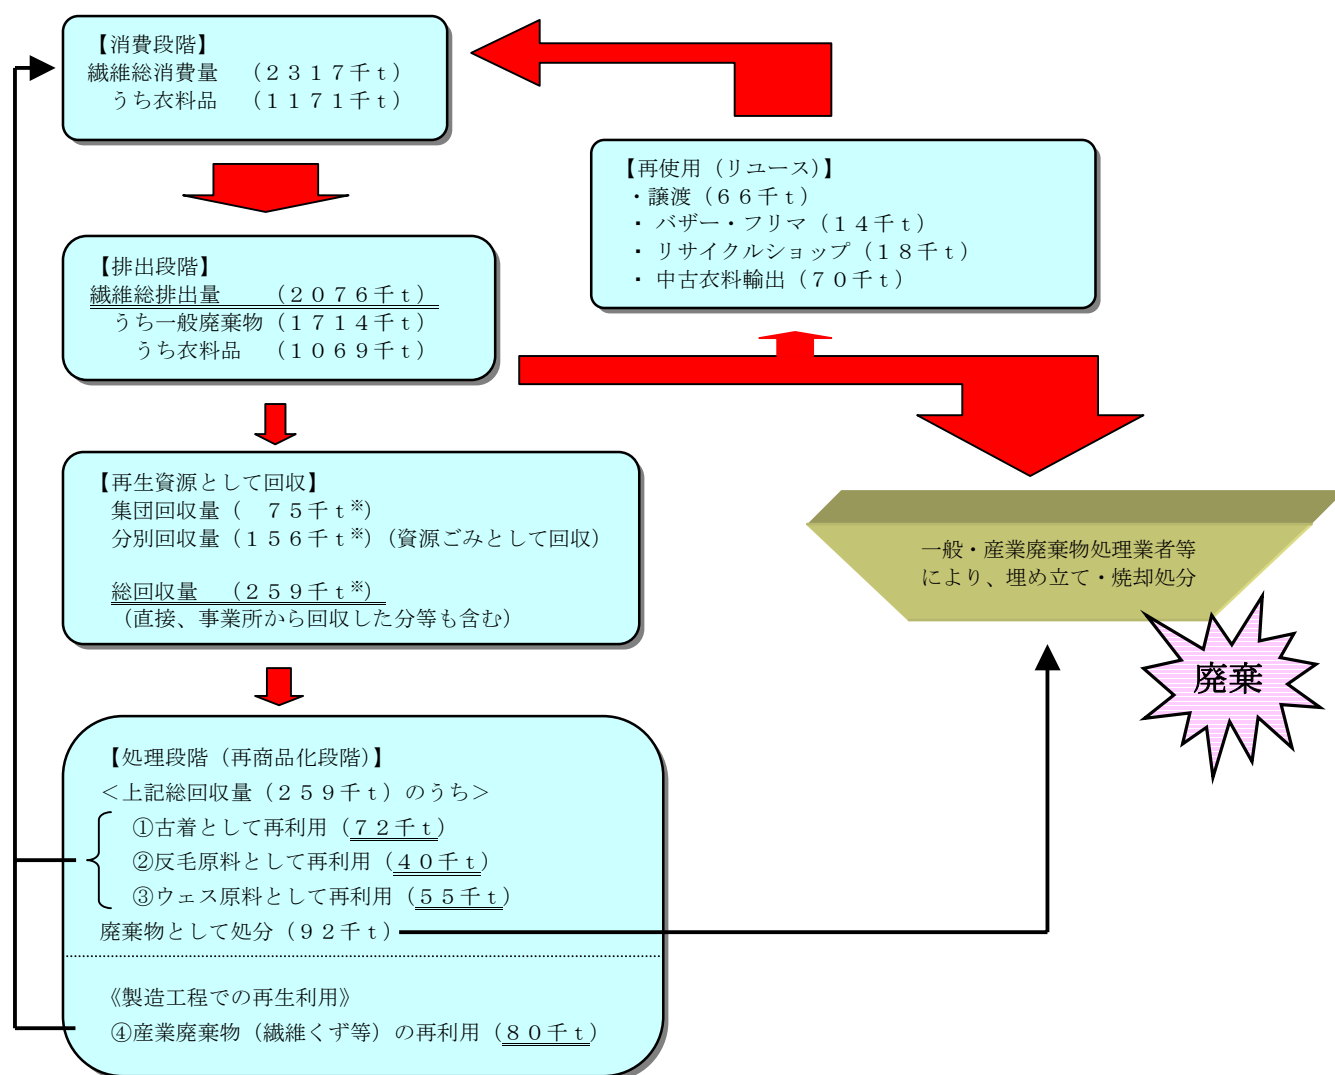 【消費段階】
繊維総消費量　（２３１７千ｔ）
うち衣料品　（１１７１千ｔ）
【再使用（リユース）】
・譲渡（６６千ｔ）
・ バザー・フリマ（１４千ｔ）
・ リサイクルショップ（１８千ｔ）
・ 中古衣料輸出（７０千ｔ）
【排出段階】
繊維総排出量　　（２０７６千ｔ）
うち一般廃棄物（１７１４千ｔ）
うち衣料品　（１０６９千ｔ）
【再生資源として回収】
集団回収量（　７５千ｔ※）
分別回収量（１５６千ｔ※）（資源ごみとして回収）
総回収量　（２５９千ｔ※）
（直接、事業所から回収した分等も含む）
一般・産業廃棄物処理業者等
により、埋め立て・焼却処分
廃棄
【処理段階（再商品化段階）】
＜上記総回収量（２５９千ｔ）のうち＞
①古着として再利用（７２千ｔ）
②反毛原料として再利用（４０千ｔ）
③ウェス原料として再利用（５５千ｔ）
廃棄物として処分（９２千ｔ）
《製造工程での再生利用》
④産業廃棄物（繊維くず等）の再利用（８０千ｔ）